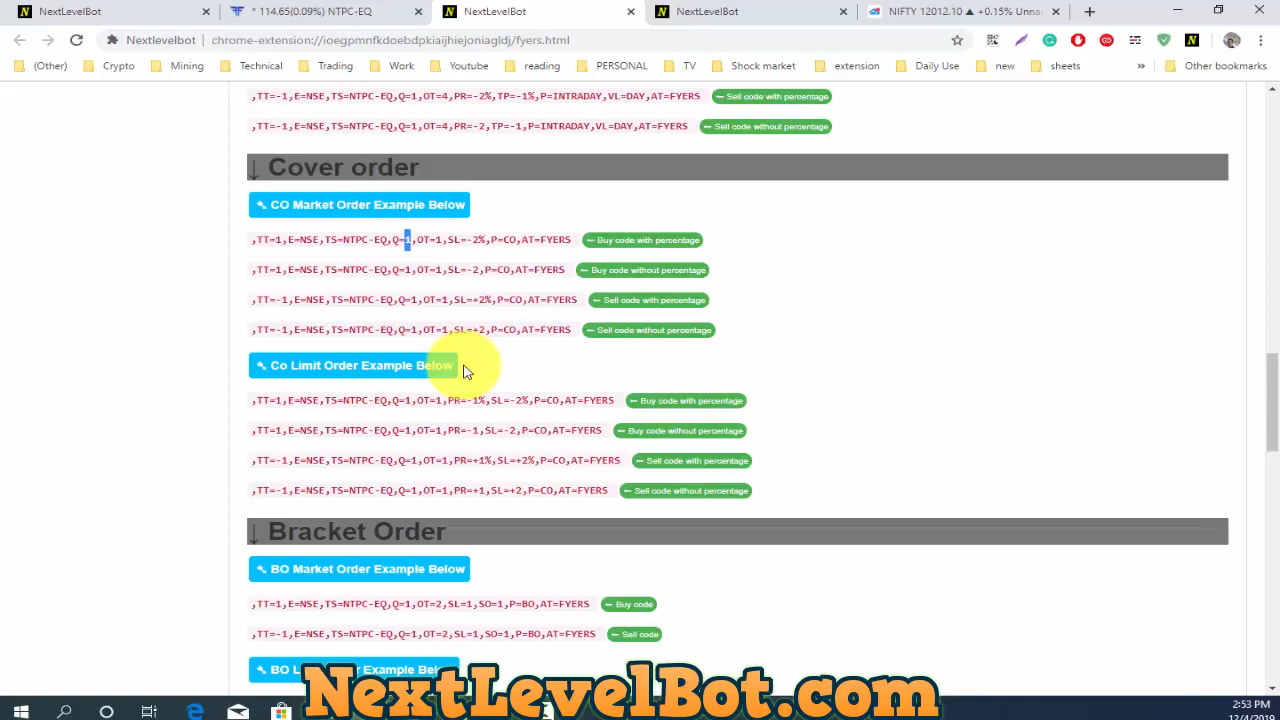 NextLevelBot
* 114.65(0.09%) NTPC-EQ
NextLevelBot
NextLevelBot
NIFTY 12012.10 ▲ +0.15% Unna
Nextlevelbot | chrome-extension://ioegpmnfkdoebdpkiaijhiejoniagldj/fyers.html
(Other) Crypto Mining Technical Trading Work Youtube reading PERSONAL TV Shock market extension Daily Use new sheets » Other bookmarks
,TT=-1,E=NSE,TS=NTPC-EQ,Q=1,OT=4,PR=-2%,TP=-1%,P=INTRADAY,VL=DAY,AT=FYERS ← Sell code with percentage
,TT=-1,E=NSE,TS=NTPC-EQ,Q=1,OT=4,PR=-2,TP=-1,P=INTRADAY,VL=DAY,AT=FYERS ← Sell code without percentage
↓ Cover order
CO Market Order Example Below
,TT=1,E=NSE,TS=NTPC-EQ,Q=1,OT=1,SL=-2%,P=CO,AT=FYERS ← Buy code with percentage
,TT=1,E=NSE,TS=NTPC-EQ,Q=1,OT=1,SL=-2,P=CO,AT=FYERS ← Buy code without percentage
,TT=-1,E=NSE,TS=NTPC-EQ,Q=1,OT=1,SL=+2%,P=CO,AT=FYERS ← Sell code with percentage
,TT=-1,E=NSE,TS=NTPC-EQ,Q=1,OT=1,SL=+2,P=CO,AT=FYERS ← Sell code without percentage
Co Limit Order Example Below
,TT=1,E=NSE,TS=NTPC-EQ,Q=1,OT=1,PR=-1%,SL=-2%,P=CO,AT=FYERS ← Buy code with percentage
,TT=1,E=NSE,TS=NTPC-EQ,Q=1,OT=1,PR=-1,SL=-2,P=CO,AT=FYERS ← Buy code without percentage
,TT=-1,E=NSE,TS=NTPC-EQ,Q=1,OT=1,PR=+1%,SL=+2%,P=CO,AT=FYERS ← Sell code with percentage
,TT=-1,E=NSE,TS=NTPC-EQ,Q=1,OT=1,PR=+1,SL=+2,P=CO,AT=FYERS ← Sell code without percentage
↓ Bracket Order
BO Market Order Example Below
,TT=1,E=NSE,TS=NTPC-EQ,Q=1,OT=2,SL=1,SO=1,P=BO,AT=FYERS ← Buy code
,TT=-1,E=NSE,TS=NTPC-EQ,Q=1,OT=2,SL=1,SO=1,P=BO,AT=FYERS ← Sell code
BO Example Below
NextLevelBot.com
2:53 PM
12/4/2019